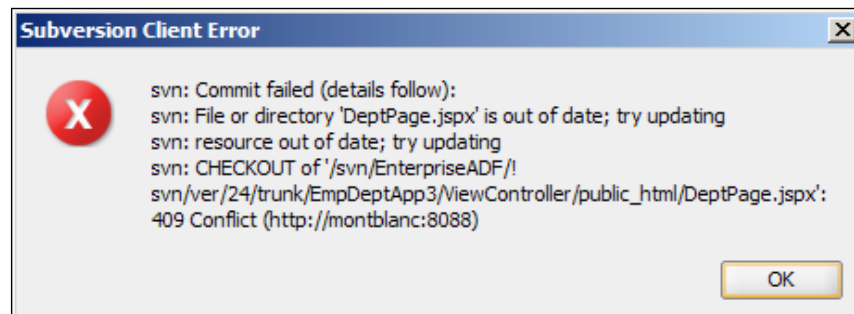 Subversion Client Error
svn: Commit failed (details follow):
svn: File or directory 'DeptPage.jspx' is out of date; try updating
svn: resource out of date; try updating
svn: CHECKOUT of '/svn/EnterpriseADF/!
svn/ver/24/trunk/EmpDeptApp3/ViewController/public_html/DeptPage.jspx':
409 Conflict (http://montblanc:8088)
OK